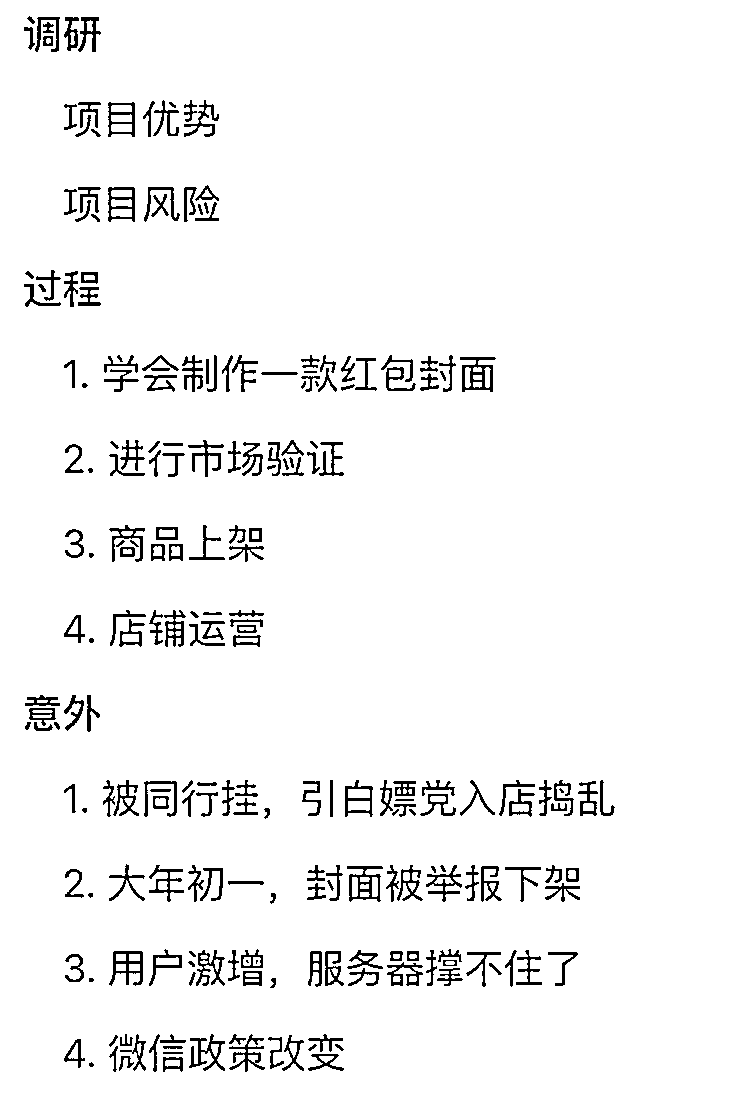 调研
项目优势
项目风险
过程
1. 学会制作一款红包封面
2. 进行市场验证
3. 商品上架
4. 店铺运营
意外
1. 被同行挂，引白嫖党入店捣乱
2. 大年初一，封面被举报下架
3. 用户激增，服务器撑不住了
4. 微信政策改变